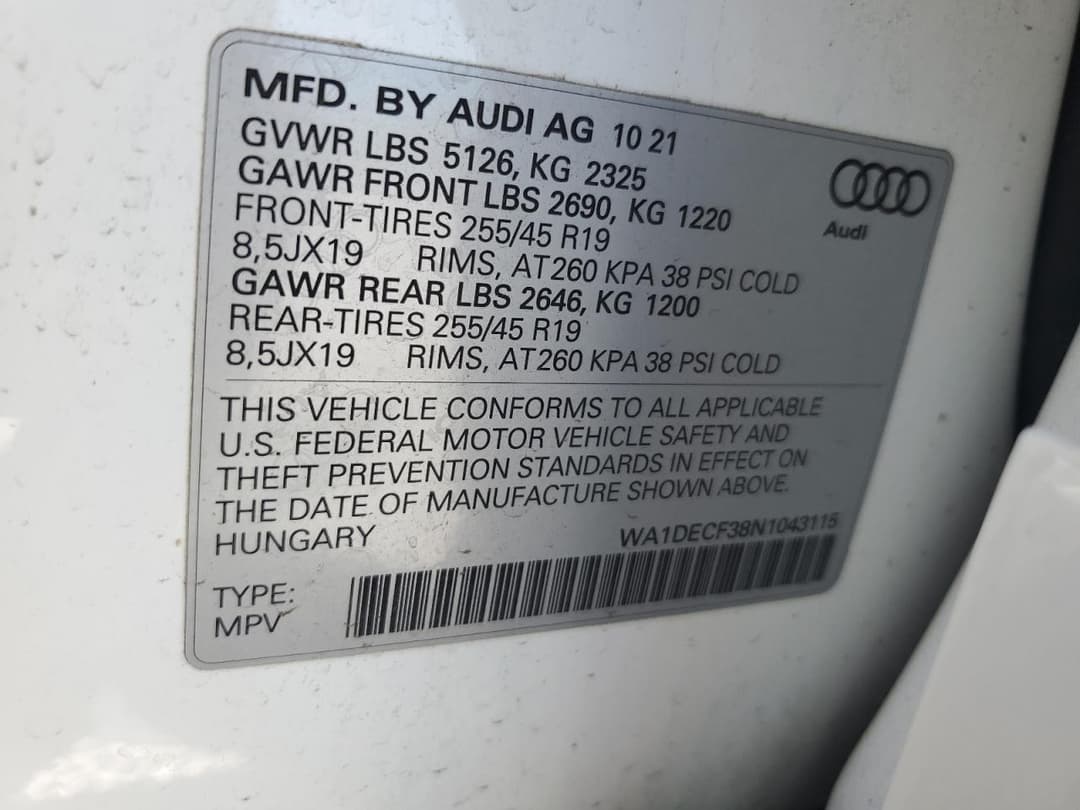 MFD. BY AUDI AG 10 21
GVWR LBS 5126, KG 2325
GAWR FRONT LBS 2690, KG 1220
FRONT-TIRES 255/45 R19
8,5JX19 RIMS, AT260 KPA 38 PSI COLD
GAWR REAR LBS 2646, KG 1200
REAR-TIRES 255/45 R19
8,5JX19 RIMS, AT260 KPA 38 PSI COLD
Audi
THIS VEHICLE CONFORMS TO ALL APPLICABLE
U.S. FEDERAL MOTOR VEHICLE SAFETY AND
THEFT PREVENTION STANDARDS IN EFFECT ON
THE DATE OF MANUFACTURE SHOWN ABOVE.
HUNGARY WA1DECF38N1043115
TYPE:
MPV